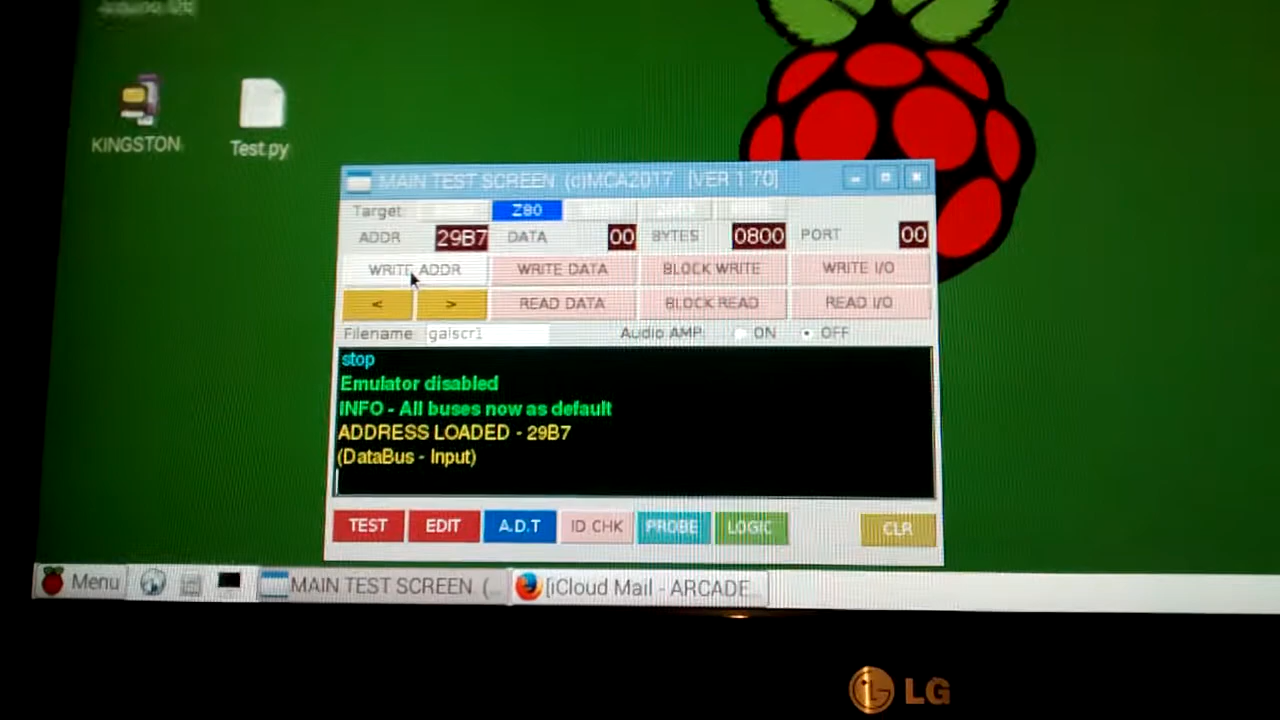 Arduino IDE
KINGSTON
Test.py
MAIN TEST SCREEN (c)MCA2017 [VER 1.70]
Target Z80
ADDR 29B7 DATA 00 BYTES 0800 PORT 00
WRITE ADDR WRITE DATA BLOCK WRITE WRITE I/O
< > READ DATA BLOCK READ READ I/O
Filename galscr1 Audio AMP: ON OFF
stop
Emulator disabled
INFO - All buses now as default
ADDRESS LOADED - 29B7
(DataBus - Input)
TEST EDIT A.D.T ID CHK PROBE LOGIC CLR
Menu MAIN TEST SCREEN (... [iCloud Mail - ARCADE...
LG